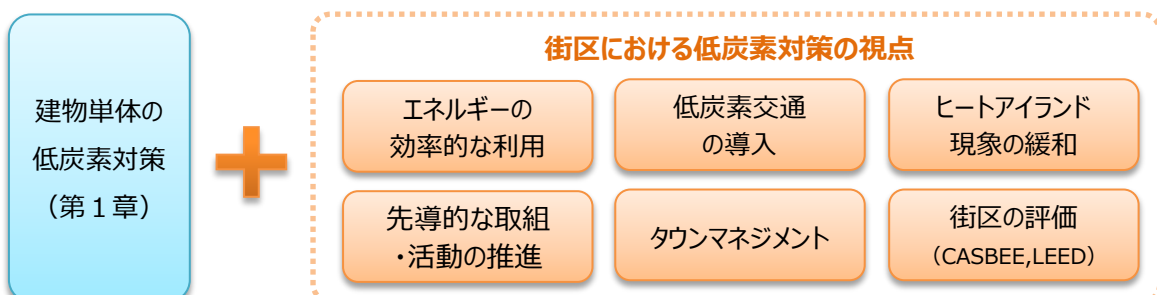 建物単体の
低炭素対策
（第１章）
街区における低炭素対策の視点
エネルギーの
効率的な利用
低炭素交通
の導入
ヒートアイランド
現象の緩和
先導的な取組
・活動の推進
タウンマネジメント
街区の評価
（CASBEE,LEED）